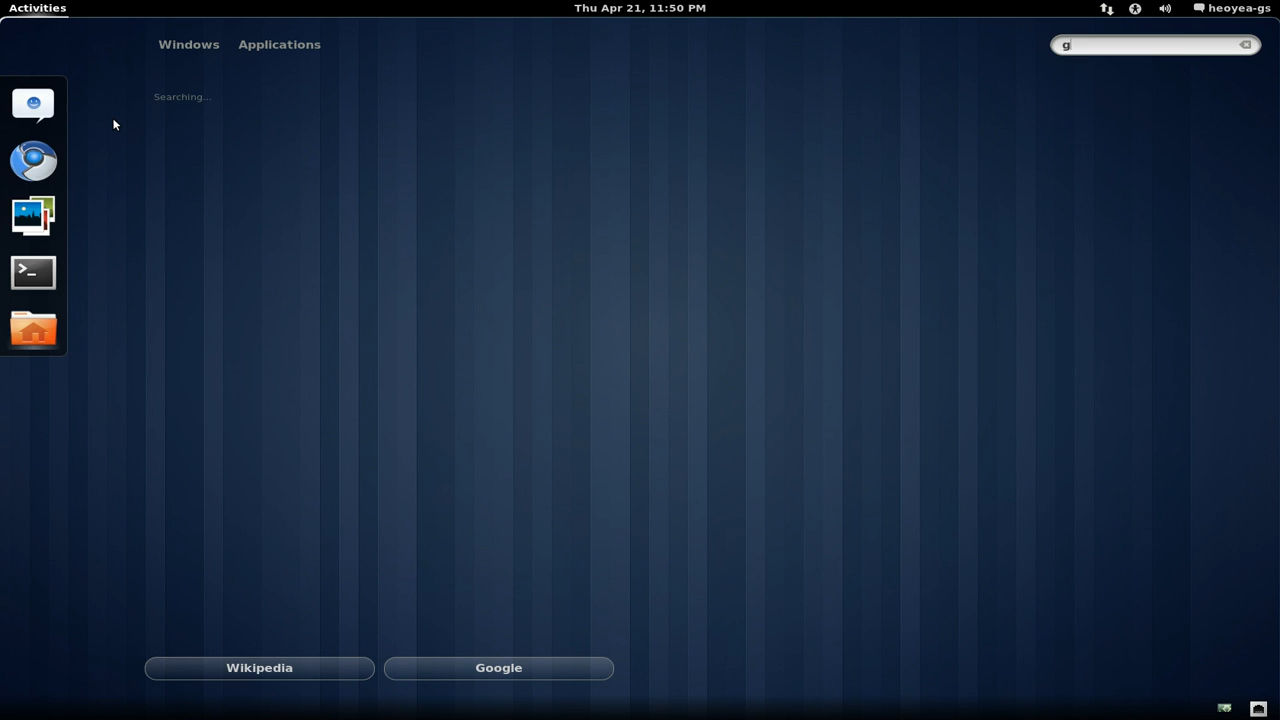 Activities
Thu Apr 21, 11:50 PM
heoyea-gs
Windows
Applications
g
Searching...
>_
Wikipedia
Google